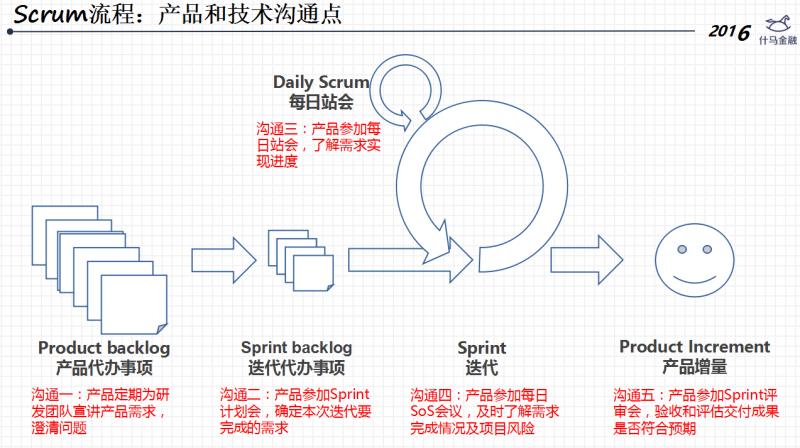 Scrum流程：产品和技术沟通点
2016
什马金融
Daily Scrum
每日站会
沟通三：产品参加每
日站会，了解需求实
现进度
Product backlog
产品代办事项
沟通一：产品定期为研
发团队宣讲产品需求，
澄清问题
Sprint backlog
迭代代办事项
沟通二：产品参加Sprint
计划会，确定本次迭代要
完成的需求
Sprint
迭代
沟通四：产品参加每日
SoS会议，及时了解需求
完成情况及项目风险
Product Increment
产品增量
沟通五：产品参加Sprint评
审会，验收和评估交付成果
是否符合预期